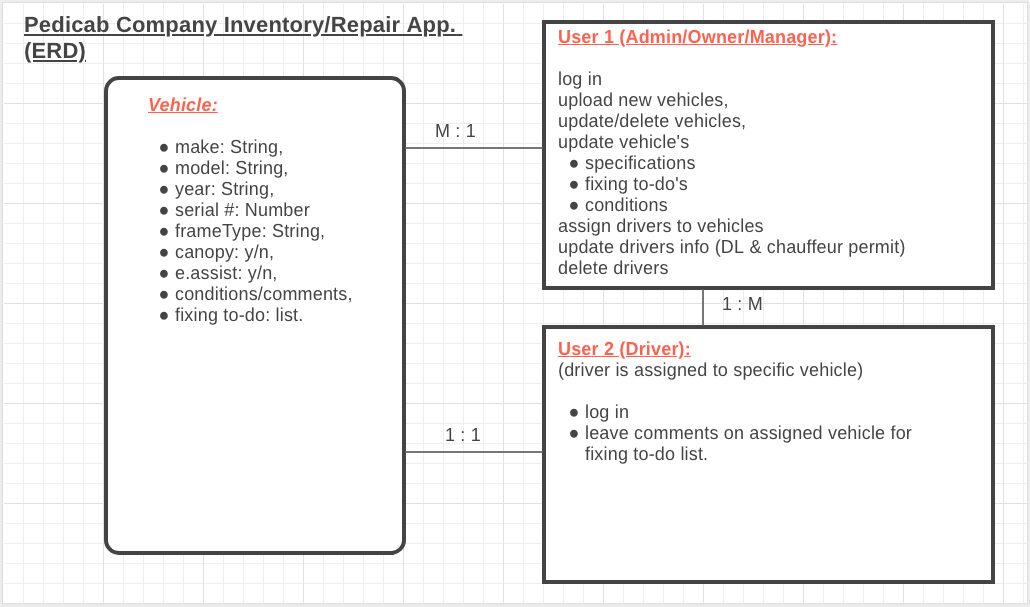 Pedicab Company Inventory/Repair App.
(ERD)
Vehicle:
● make: String,
● model: String,
● year: String,
● serial #: Number
● frameType: String,
● canopy: y/n,
● e.assist: y/n,
● conditions/comments,
● fixing to-do: list.
M : 1
User 1 (Admin/Owner/Manager):
log in
upload new vehicles,
update/delete vehicles,
update vehicle's
● specifications
● fixing to-do's
● conditions
assign drivers to vehicles
update drivers info (DL & chauffeur permit)
delete drivers
1 : M
1 : 1
User 2 (Driver):
(driver is assigned to specific vehicle)
● log in
● leave comments on assigned vehicle for
fixing to-do list.